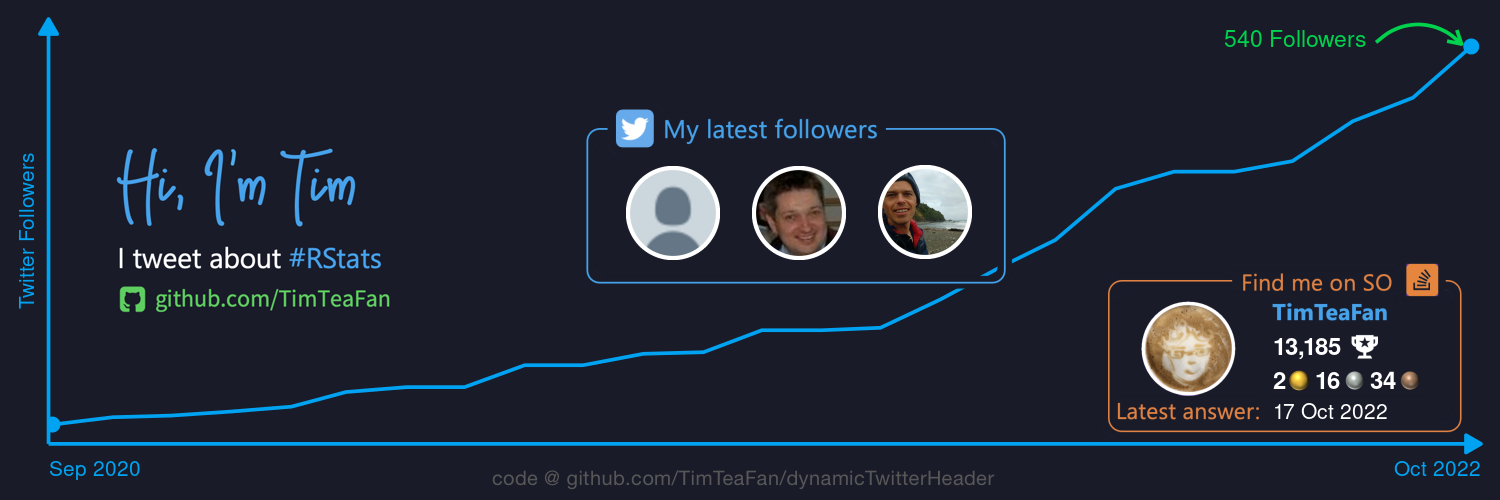 540 Followers
My latest followers
Twitter Followers
Hi, I'm Tim
I tweet about #RStats
github.com/TimTeaFan
Find me on SO
TimTeaFan
13,185
2 16 34
Latest answer: 17 Oct 2022
Sep 2020
Oct 2022
code @ github.com/TimTeaFan/dynamicTwitterHeader